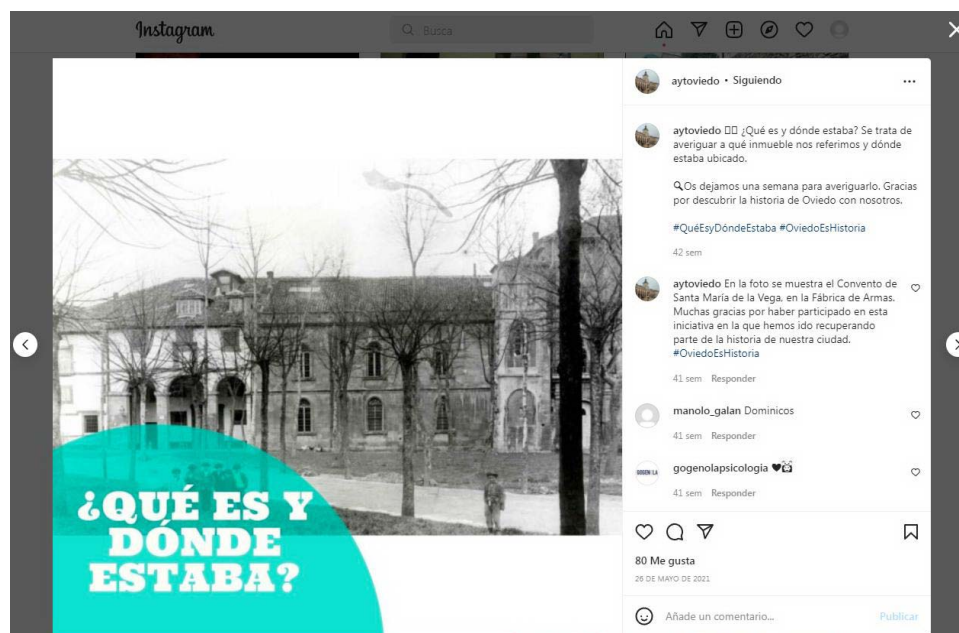 Instagram
Busca
aytoviedo • Siguiendo
aytoviedo ¿Qué es y dónde estaba? Se trata de
averiguar a qué inmueble nos referimos y dónde
estaba ubicado.
Os dejamos una semana para averiguarlo. Gracias
por descubrir la historia de Oviedo con nosotros.
#QuéEsyDóndeEstaba #OviedoEsHistoria
42 sem
aytoviedo En la foto se muestra el Convento de
Santa María de la Vega, en la Fábrica de Armas.
Muchas gracias por haber participado en esta
iniciativa en la que hemos ido recuperando
parte de la historia de nuestra ciudad.
#OviedoEsHistoria
41 sem Responder
manolo_galan Dominicos
41 sem Responder
gogenolapsicologia
41 sem Responder
80 Me gusta
26 DE MAYO DE 2021
Añade un comentario...
Publicar
¿QUÉ ES Y
DÓNDE
ESTABA?